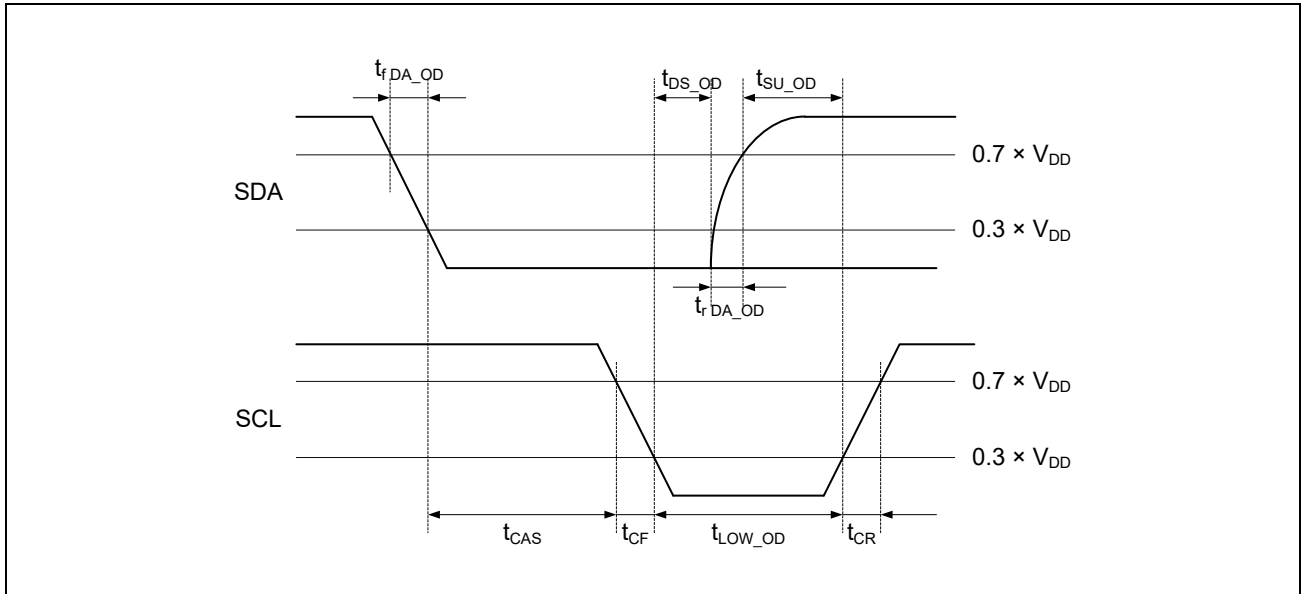 tf DA_OD
tDS_OD
tSU_OD
0.7 × VDD
SDA
0.3 × VDD
tr DA_OD
0.7 × VDD
SCL
0.3 × VDD
tCAS
tCF
tLOW_OD
tCR